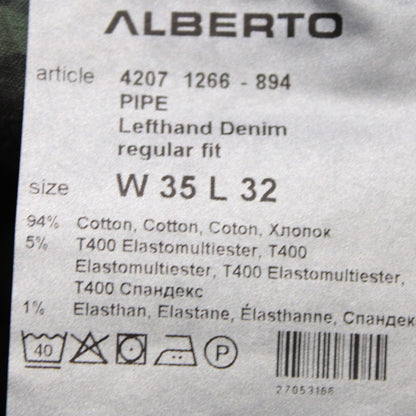 ALBERTO
article 4207 1266 - 894
PIPE
Lefthand Denim
regular fit
size W 35 L 32
94% Cotton, Cotton, Coton, Хлопок
5% T400 Elastomultiester, T400
Elastomultiester, T400 Elastomultiester,
T400 Спандекс
1% Elasthan, Elastane, Élasthanne, Спандекс
40 P
27053188